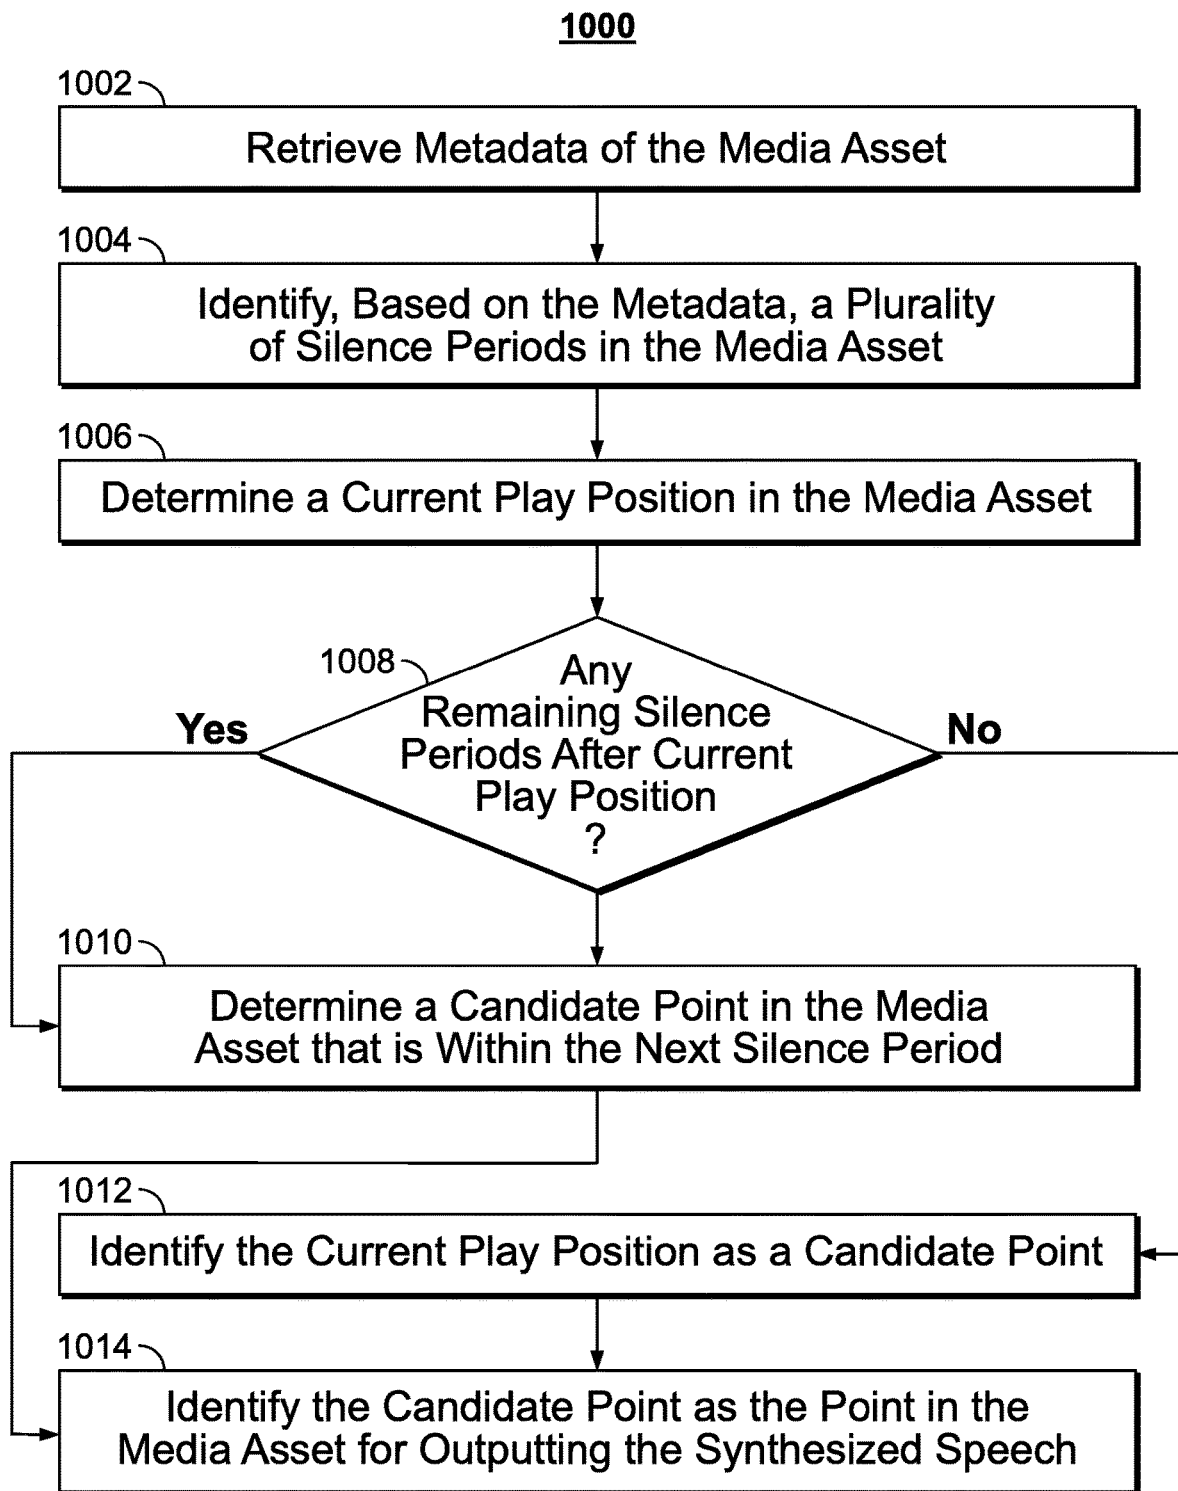 1000
1002
Retrieve Metadata of the Media Asset
1004
Identify, Based on the Metadata, a Plurality
of Silence Periods in the Media Asset
1006
Determine a Current Play Position in the Media Asset
1008
Any
Remaining Silence
Periods After Current
Play Position
?
Yes
No
1010
Determine a Candidate Point in the Media
Asset that is Within the Next Silence Period
1012
Identify the Current Play Position as a Candidate Point
1014
Identify the Candidate Point as the Point in the
Media Asset for Outputting the Synthesized Speech